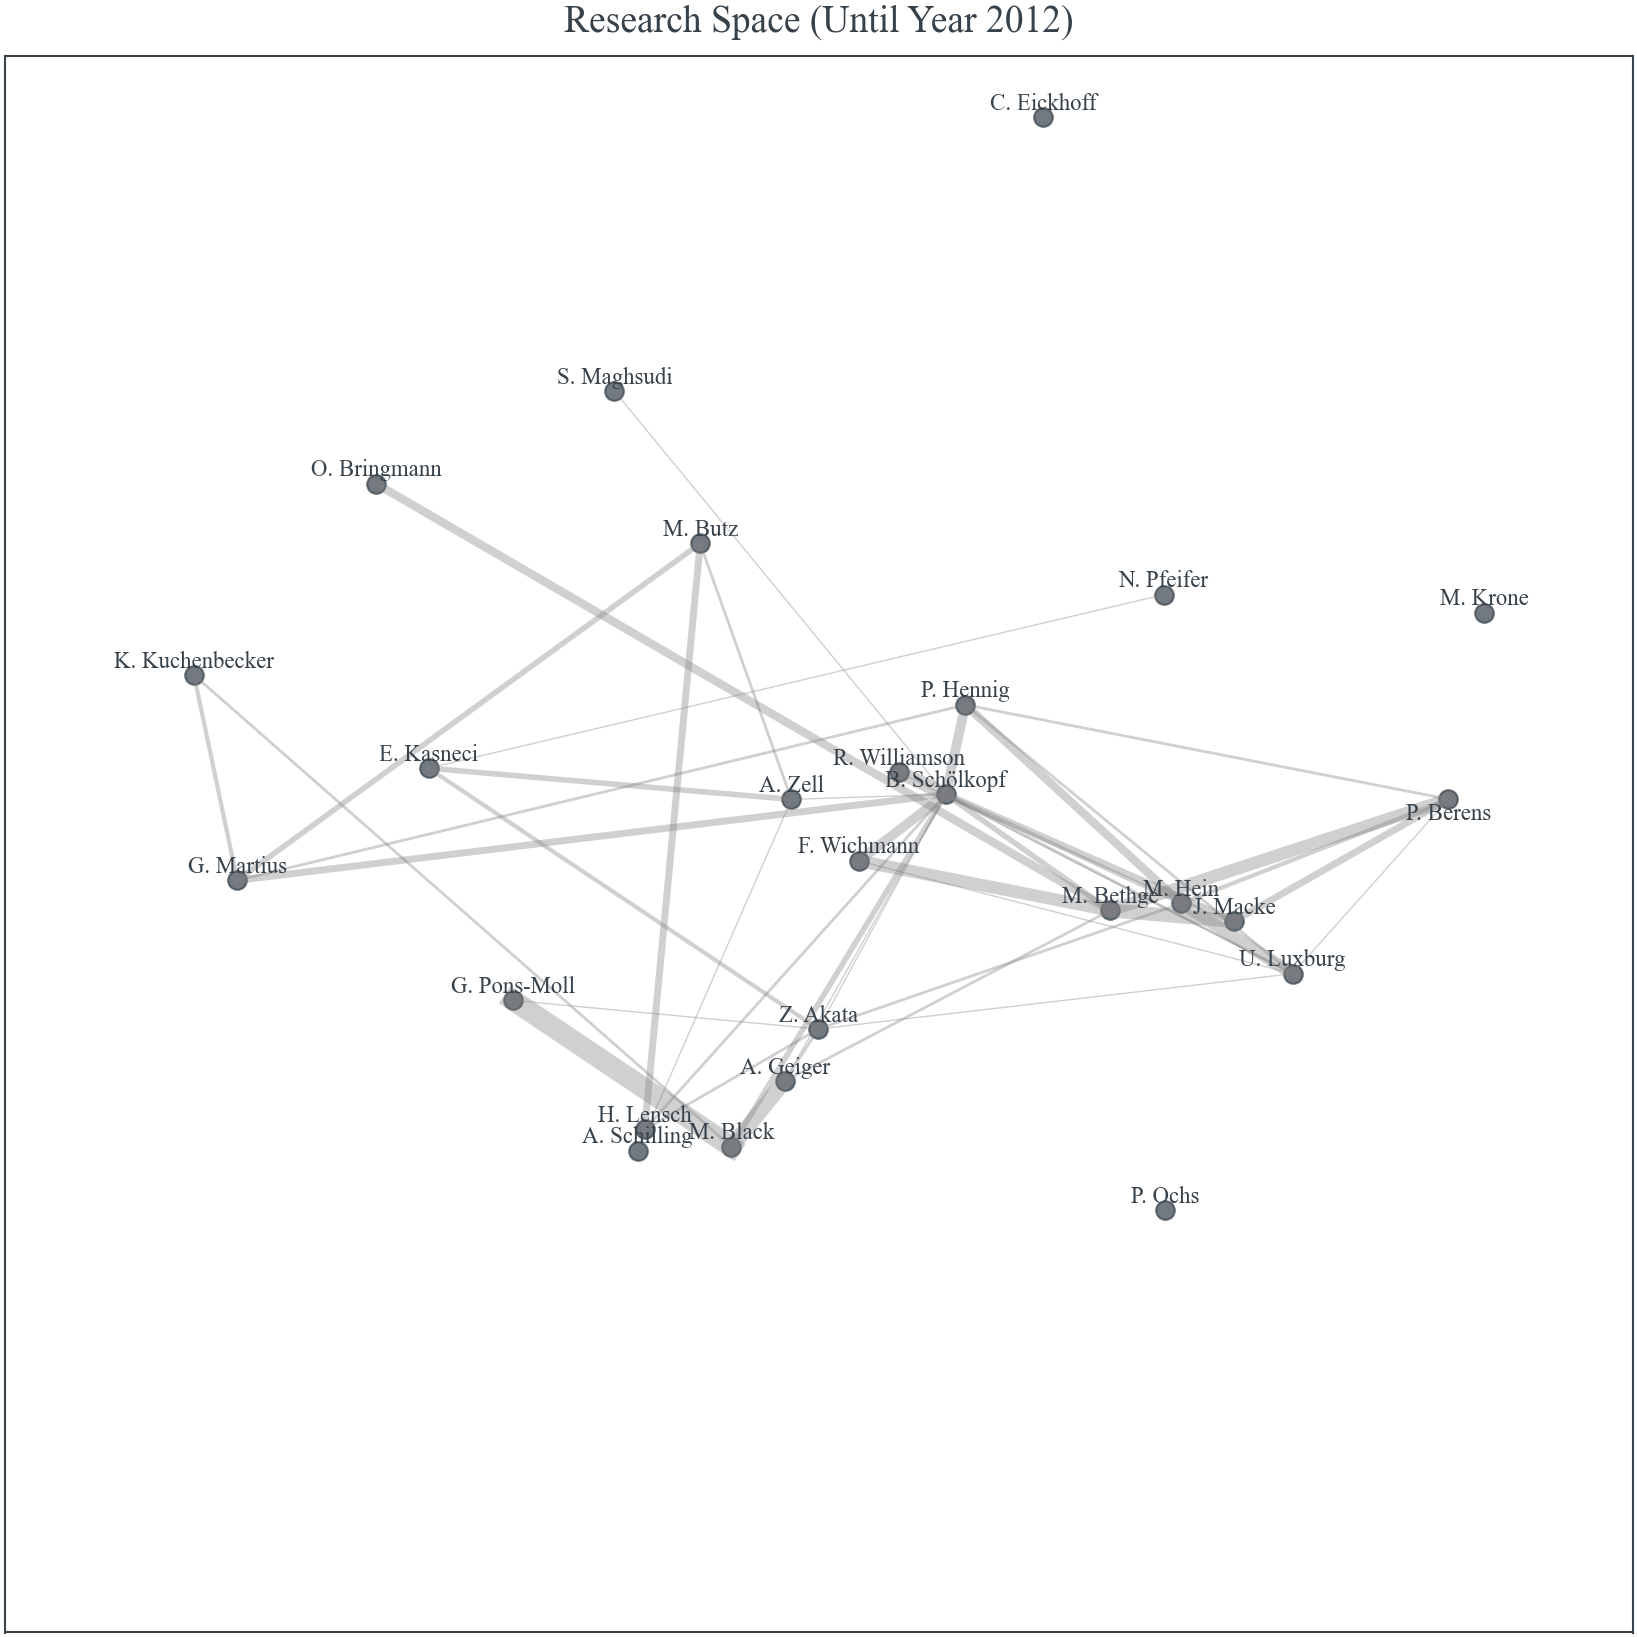 Research Space (Until Year 2012)
C. Eickhoff
S. Maghsudi
O. Bringmann
M. Butz
N. Pfeifer
M. Krone
K. Kuchenbecker
P. Hennig
E. Kasneci
R. Williamson
A. Zell
B. Schölkopf
P. Berens
F. Wichmann
G. Martius
M. Bethge
M. Hein
J. Macke
U. Luxburg
G. Pons-Moll
Z. Akata
A. Geiger
H. Lensch
A. Schilling
M. Black
P. Ochs